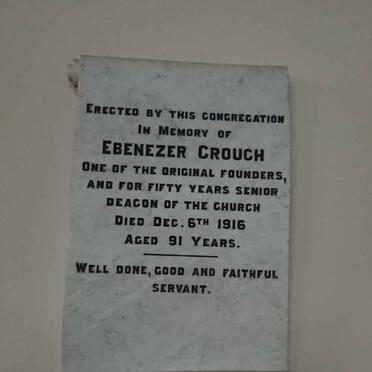 Erected by this congregation
In Memory of
Ebenezer Crouch
One of the original founders,
and for fifty years senior
deacon of the church
Died Dec. 6th 1916
Aged 91 Years.
Well done, good and faithful
servant.